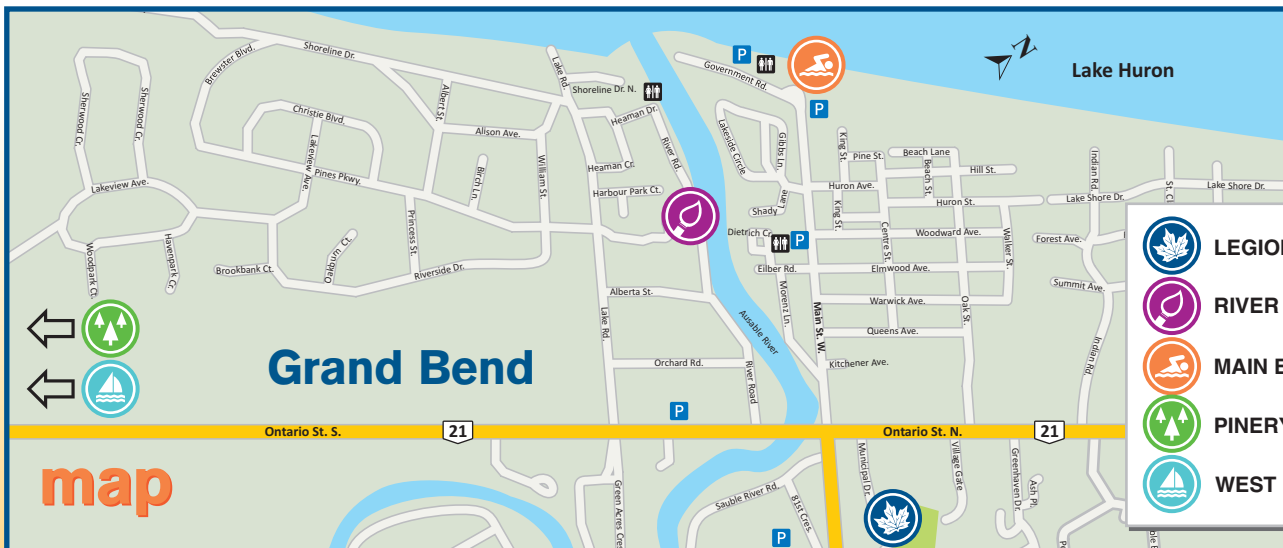 Lake Huron
N
Shoreline Dr.
Brewster Blvd.
Sherwood Cr.
Sherwood Cr.
Christie Blvd.
Albert St.
Alison Ave.
Lakeview Ave
Pines Pkwy.
Birch Ln.
William St.
Lakeview Ave.
Woodpark Ct.
Havenpark Cr.
Brookbank Ct.
Oakburn Ct.
Princess St.
Riverside Dr.
Lake Rd.
Shoreline Dr. N.
Heaman Dr.
River Rd.
Heaman Cr.
Harbour Park Ct.
Alberta St.
Lake Rd.
Orchard Rd.
River Road
Ausable River
Government Rd.
P
P
Lakeside Circle
Gibbs Ln.
Shady Lane
Dietrich Cr.
P
Eilber Rd.
Morenz Ln.
Main St. W.
King St.
Pine St.
Beach Lane
Beach St.
Hill St.
Huron Ave.
King St.
Huron St.
Centre St.
Woodward Ave.
Walker St.
Elmwood Ave.
Warwick Ave.
Oak St.
Queens Ave.
Kitchener Ave.
Indian Rd.
Lake Shore Dr.
St. Cl
Lake Shore Dr.
Forest Ave.
Summit Ave.
Indian Rd.
Grand Bend
P
Ontario St. S.
21
Ontario St. N.
21
map
Green Acres Cres
Sauble River Rd.
81st Cres.
P
Municipal Dr.
Village Gate
Greenhaven Dr.
Ash Pl.
LEGION
RIVER
MAIN B
PINERY
WEST